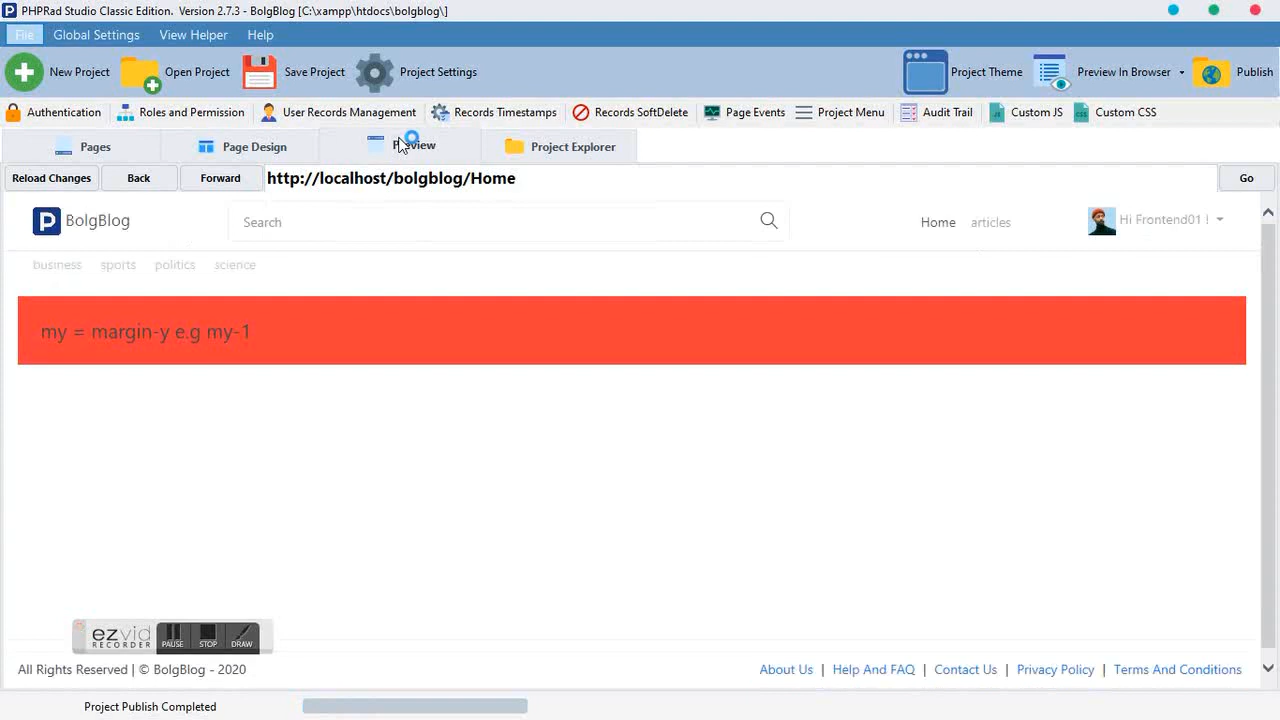 PHPRad Studio Classic Edition. Version 2.7.3 - BolgBlog [C:\xampp\htdocs\bolgblog\]
File Global Settings View Helper Help
New Project Open Project Save Project Project Settings Project Theme Preview In Browser Publish
Authentication Roles and Permission User Records Management Records Timestamps Records SoftDelete Page Events Project Menu Audit Trail Custom JS Custom CSS
Pages Page Design Preview Project Explorer
Reload Changes Back Forward http://localhost/bolgblog/Home Go
BolgBlog Search Home articles Hi Frontend01 !
business sports politics science
my = margin-y e.g my-1
ezvid RECORDER PAUSE STOP DRAW
All Rights Reserved | © BolgBlog - 2020 About Us | Help And FAQ | Contact Us | Privacy Policy | Terms And Conditions
Project Publish Completed